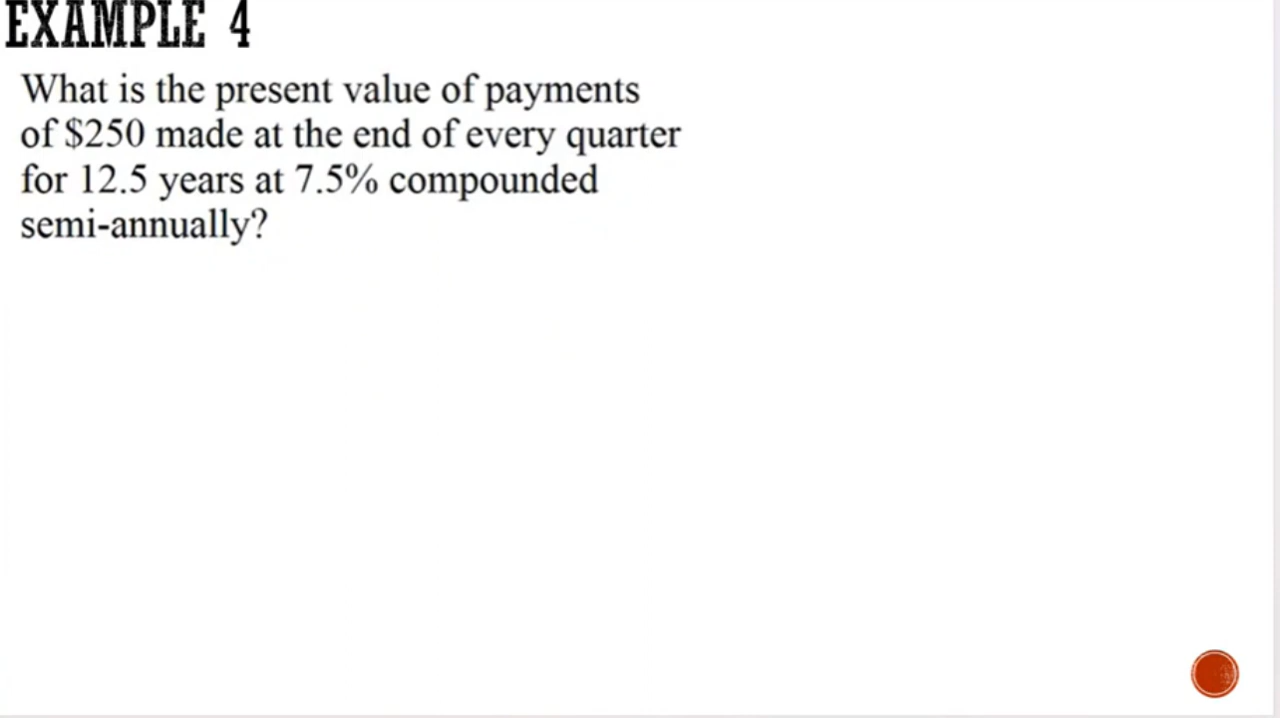 EXAMPLE 4
What is the present value of payments
of $250 made at the end of every quarter
for 12.5 years at 7.5% compounded
semi-annually?